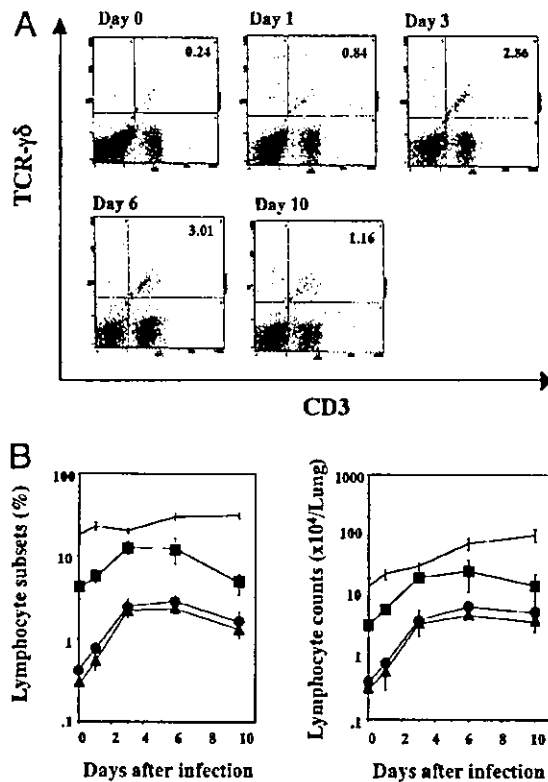 A
Day 0
Day 1
Day 3
0.24
0.84
2.86
TCR-γδ
Day 6
Day 10
3.01
1.16
CD3
B
100
10
1
.1
Lymphocyte subsets (%)
0 2 4 6 8 10
Days after infection
1000
100
10
1
.1
Lymphocyte counts (x10⁴/Lung)
0 2 4 6 8 10
Days after infection